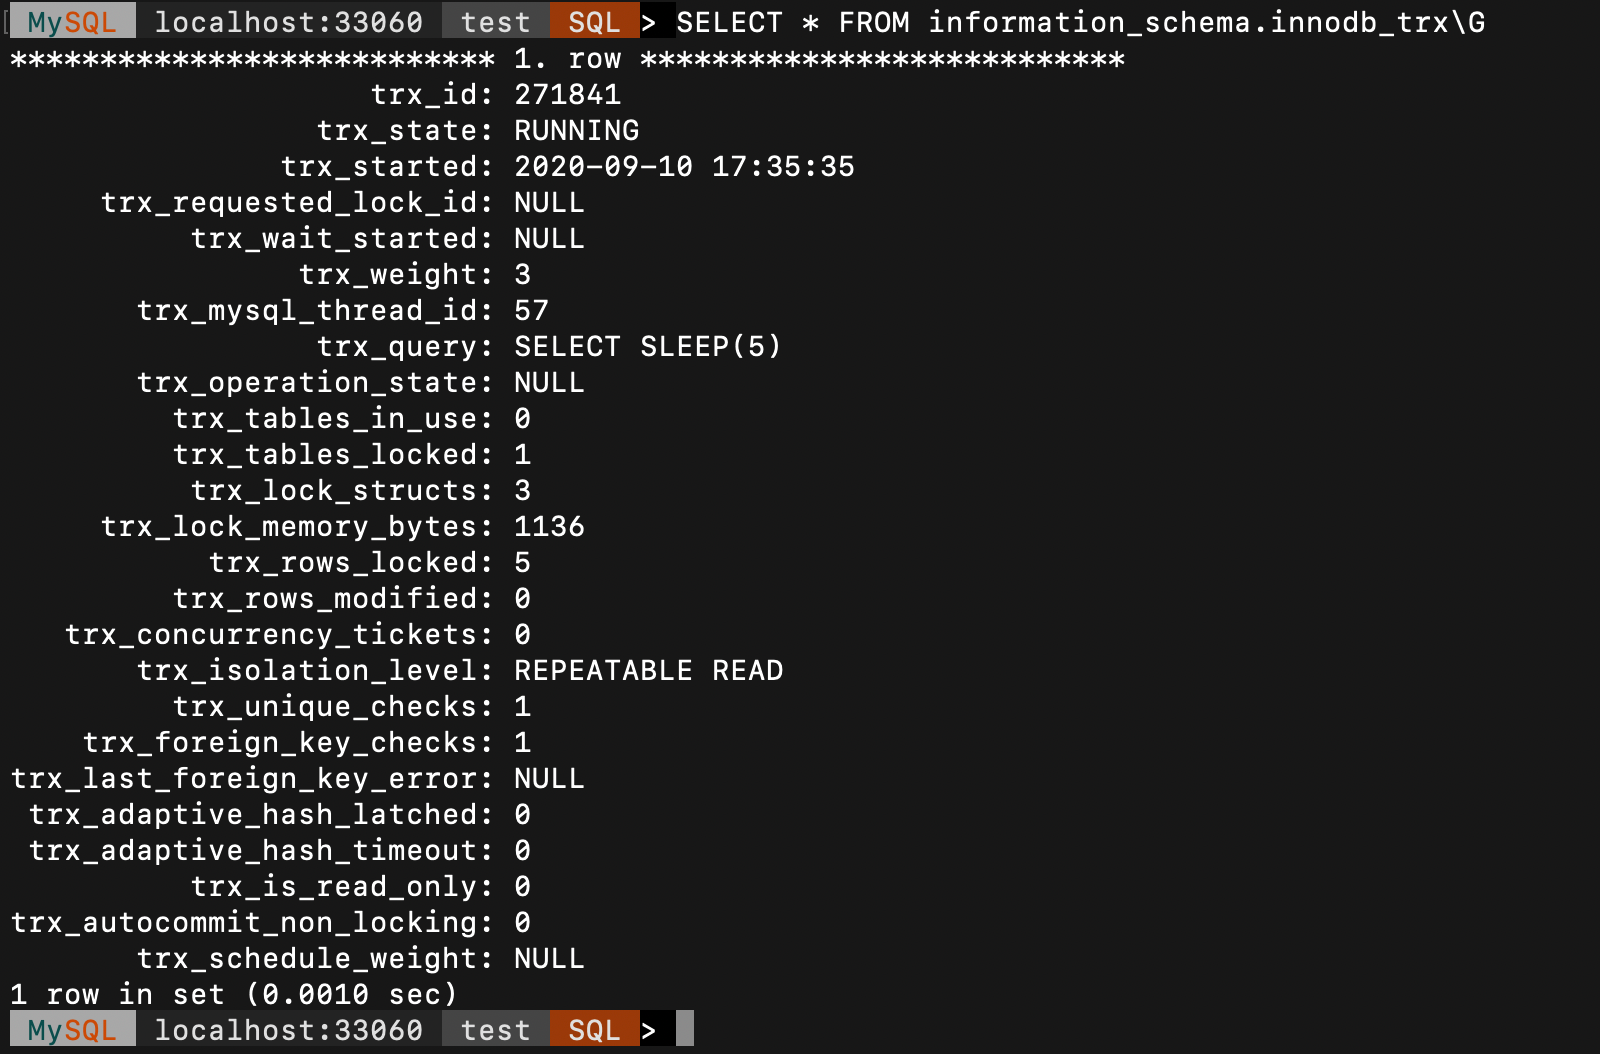 MySQL localhost:33060 test SQL > SELECT * FROM information_schema.innodb_trx\G
*************************** 1. row ***************************
trx_id: 271841
trx_state: RUNNING
trx_started: 2020-09-10 17:35:35
trx_requested_lock_id: NULL
trx_wait_started: NULL
trx_weight: 3
trx_mysql_thread_id: 57
trx_query: SELECT SLEEP(5)
trx_operation_state: NULL
trx_tables_in_use: 0
trx_tables_locked: 1
trx_lock_structs: 3
trx_lock_memory_bytes: 1136
trx_rows_locked: 5
trx_rows_modified: 0
trx_concurrency_tickets: 0
trx_isolation_level: REPEATABLE READ
trx_unique_checks: 1
trx_foreign_key_checks: 1
trx_last_foreign_key_error: NULL
trx_adaptive_hash_latched: 0
trx_adaptive_hash_timeout: 0
trx_is_read_only: 0
trx_autocommit_non_locking: 0
trx_schedule_weight: NULL
1 row in set (0.0010 sec)
MySQL localhost:33060 test SQL >